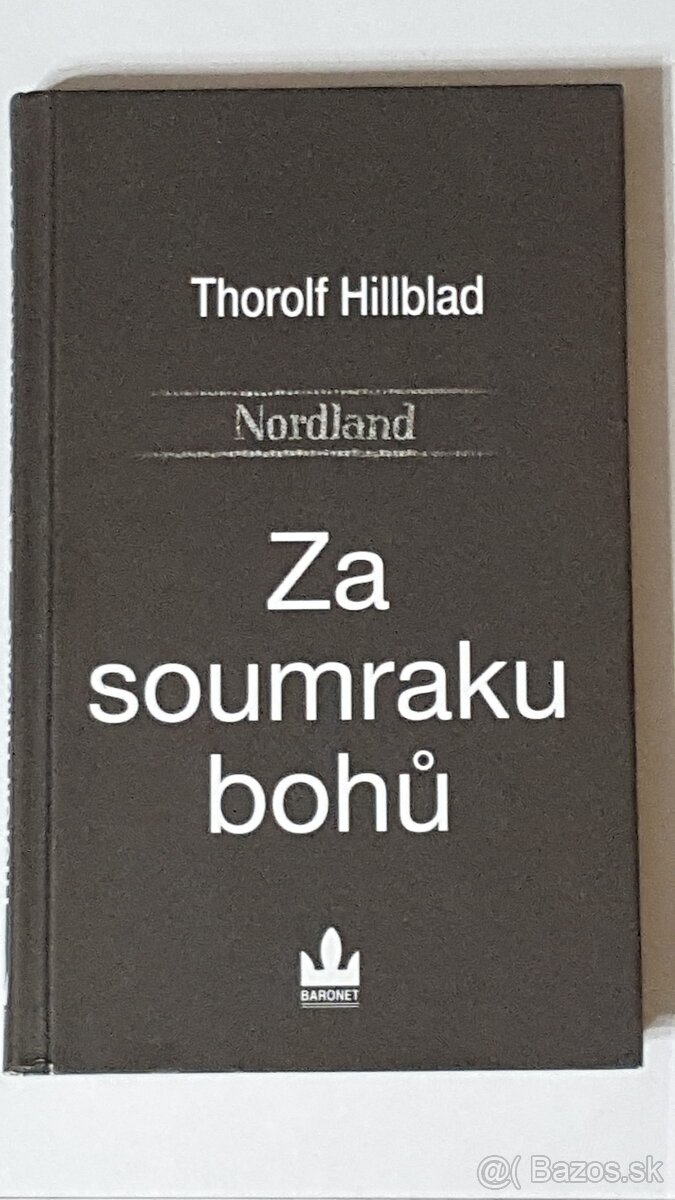 Thorolf Hillblad
Nordland
Za
soumraku
bohů
BARONET
@( Bazos.sk